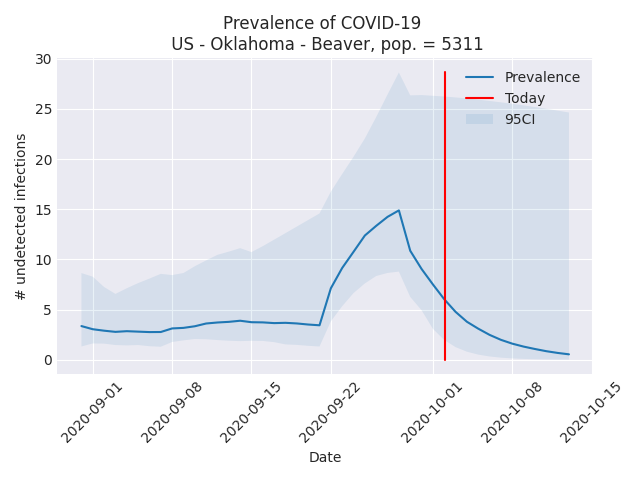 Prevalence of COVID-19
US - Oklahoma - Beaver, pop. = 5311
30
25
20
15
10
5
0
# undetected infections
Prevalence
Today
95CI
2020-09-01
2020-09-08
2020-09-15
2020-09-22
2020-10-01
2020-10-08
2020-10-15
Date